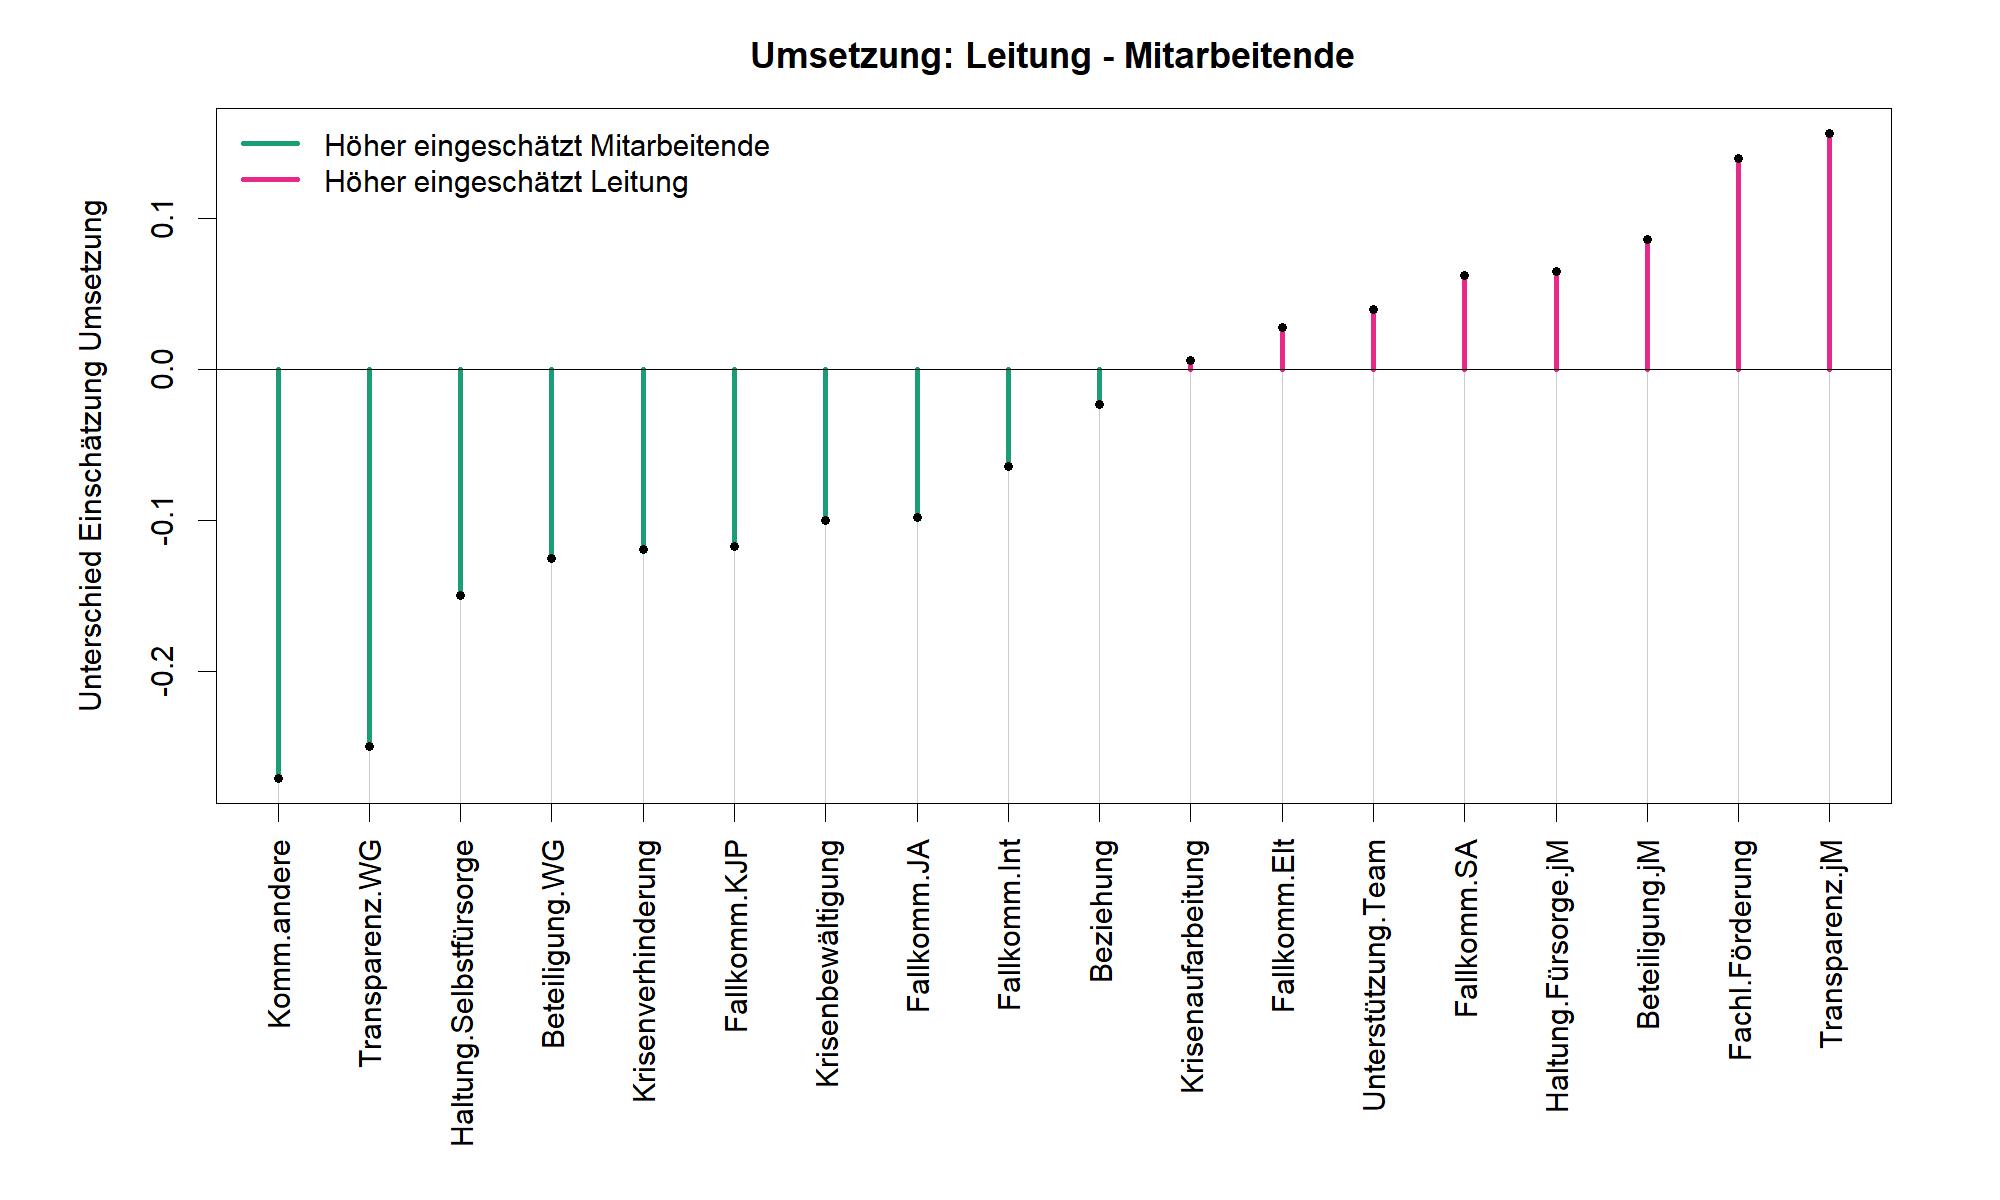 Umsetzung: Leitung - Mitarbeitende
Höher eingeschätzt Mitarbeitende
Höher eingeschätzt Leitung
Unterschied Einschätzung Umsetzung
0.1
0.0
-0.1
-0.2
Komm.andere
Transparenz.WG
Haltung.Selbstfürsorge
Beteiligung.WG
Krisenverhinderung
Fallkomm.KJP
Krisenbewältigung
Fallkomm.JA
Fallkomm.Int
Beziehung
Krisenaufarbeitung
Fallkomm.Elt
Unterstützung.Team
Fallkomm.SA
Haltung.Fürsorge.jM
Beteiligung.jM
Fachl.Förderung
Transparenz.jM